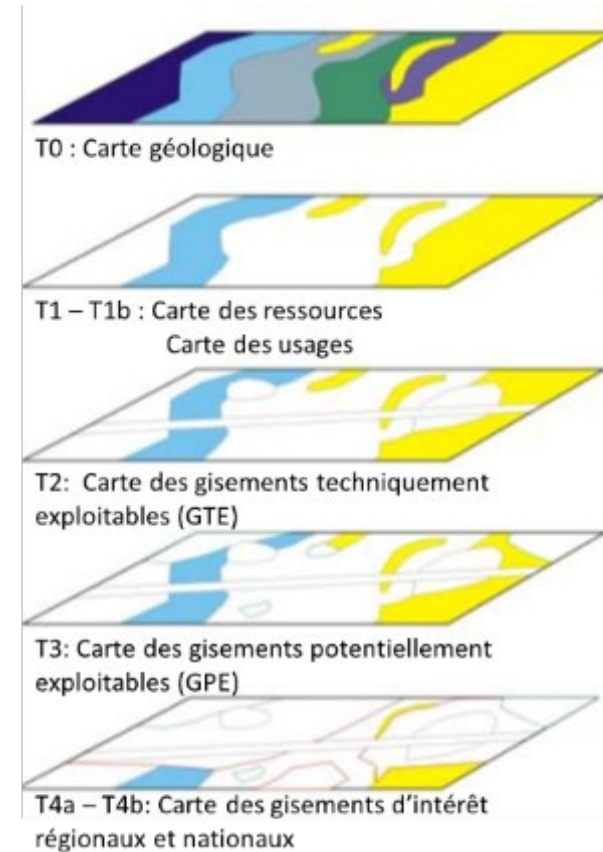 T0 : Carte géologique
T1 – T1b : Carte des ressources
Carte des usages
T2: Carte des gisements techniquement
exploitables (GTE)
T3: Carte des gisements potentiellement
exploitables (GPE)
T4a – T4b: Carte des gisements d'intérêt
régionaux et nationaux